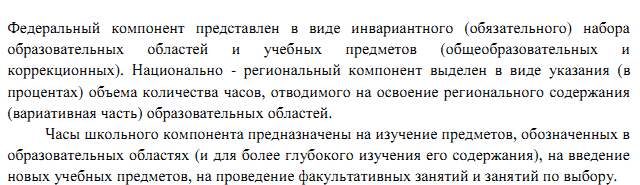 Федеральный компонент представлен в виде инвариантного (обязательного) набора
образовательных областей и учебных предметов (общеобразовательных и
коррекционных). Национально - региональный компонент выделен в виде указания (в
процентах) объема количества часов, отводимого на освоение регионального содержания
(вариативная часть) образовательных областей.
Часы школьного компонента предназначены на изучение предметов, обозначенных в
образовательных областях (и для более глубокого изучения его содержания), на введение
новых учебных предметов, на проведение факультативных занятий и занятий по выбору.